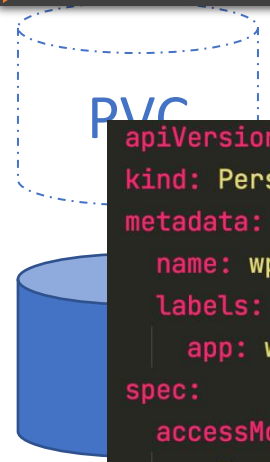 PVC
apiVersion
kind: Pers
metadata:
name: wp
labels:
app: w
spec:
accessMo